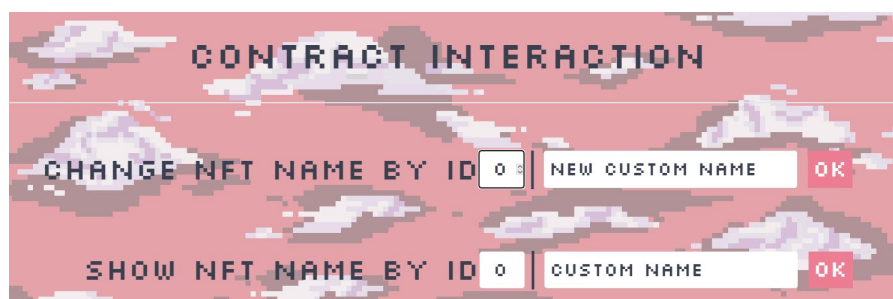 CONTRACT INTERACTION
CHANGE NFT NAME BY ID 0 NEW CUSTOM NAME OK
SHOW NFT NAME BY ID 0 CUSTOM NAME OK